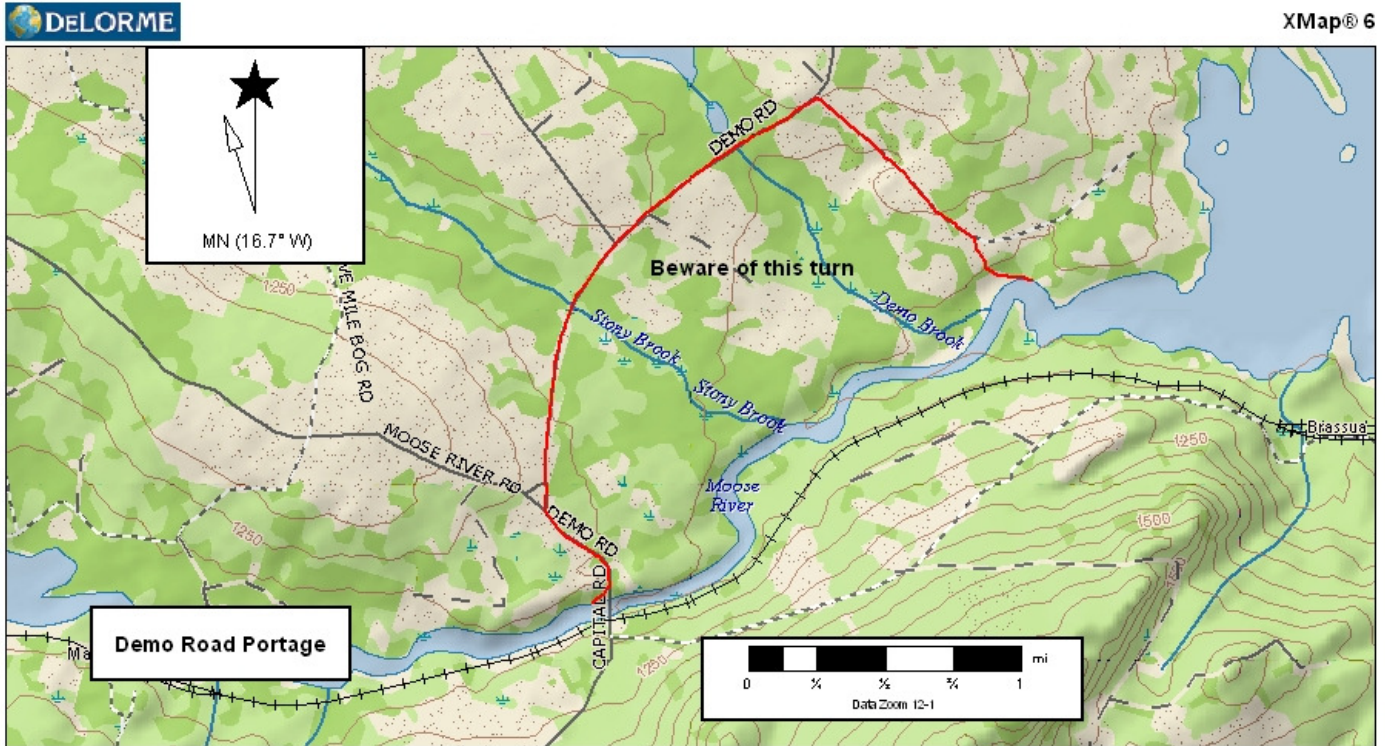 DELORME
XMap® 6
MN (16.7° W)
DEMO RD
Beware of this turn
1250
MILE BOG RD
Stony Brook
Demo Brook
Stony Brook
MOOSE RIVER RD
Brassua
1250
Moose
River
1500
DEMO RD
1250
CAPITAL RD
Demo Road Portage
1250
mi
0 ¼ ½ ¾ 1
Data Zoom 12-1